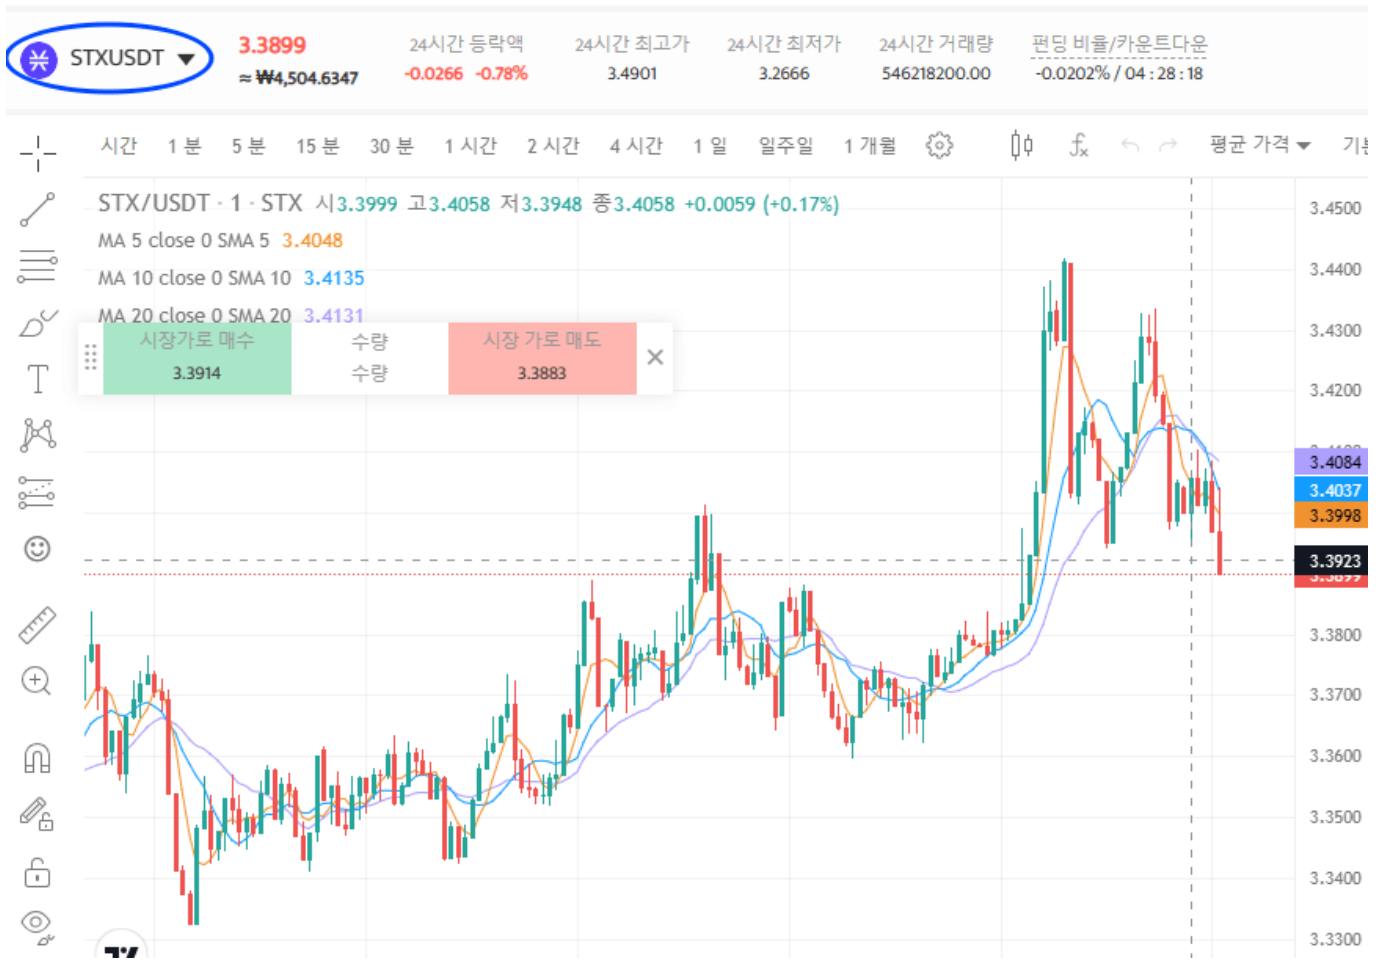 STXUSDT
3.3899
≈ ₩4,504.6347
24시간 등락액
-0.0266 -0.78%
24시간 최고가
3.4901
24시간 최저가
3.2666
24시간 거래량
546218200.00
펀딩 비율/카운트다운
-0.0202% / 04 : 28 : 18
시간 1 분 5 분 15 분 30 분 1 시간 2 시간 4 시간 1 일 일주일 1 개월 평균 가격
STX/USDT · 1 · STX 시3.3999 고3.4058 저3.3948 종3.4058 +0.0059 (+0.17%)
MA 5 close 0 SMA 5 3.4048
MA 10 close 0 SMA 10 3.4135
MA 20 close 0 SMA 20 3.4131
시장가로 매수
3.3914
수량
수량
시장 가로 매도
3.3883
3.4500
3.4400
3.4300
3.4200
3.4084
3.4037
3.3998
3.3923
3.3899
3.3800
3.3700
3.3600
3.3500
3.3400
3.3300